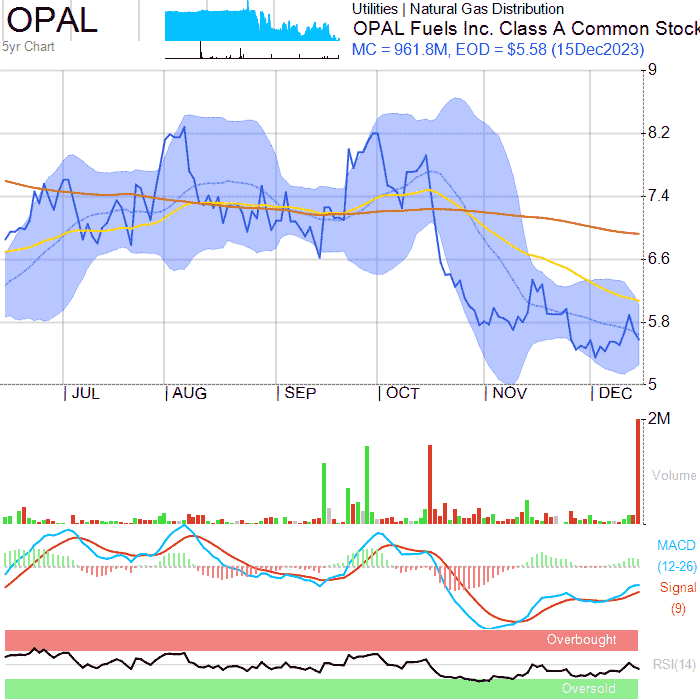 OPAL
5yr Chart
Utilities | Natural Gas Distribution
OPAL Fuels Inc. Class A Common Stock
MC = 961.8M, EOD = $5.58 (15Dec2023)
9
8.2
7.4
6.6
5.8
5
JUL AUG SEP OCT NOV DEC
2M
Volume
MACD
(12-26)
Signal
(9)
Overbought
RSI(14)
Oversold